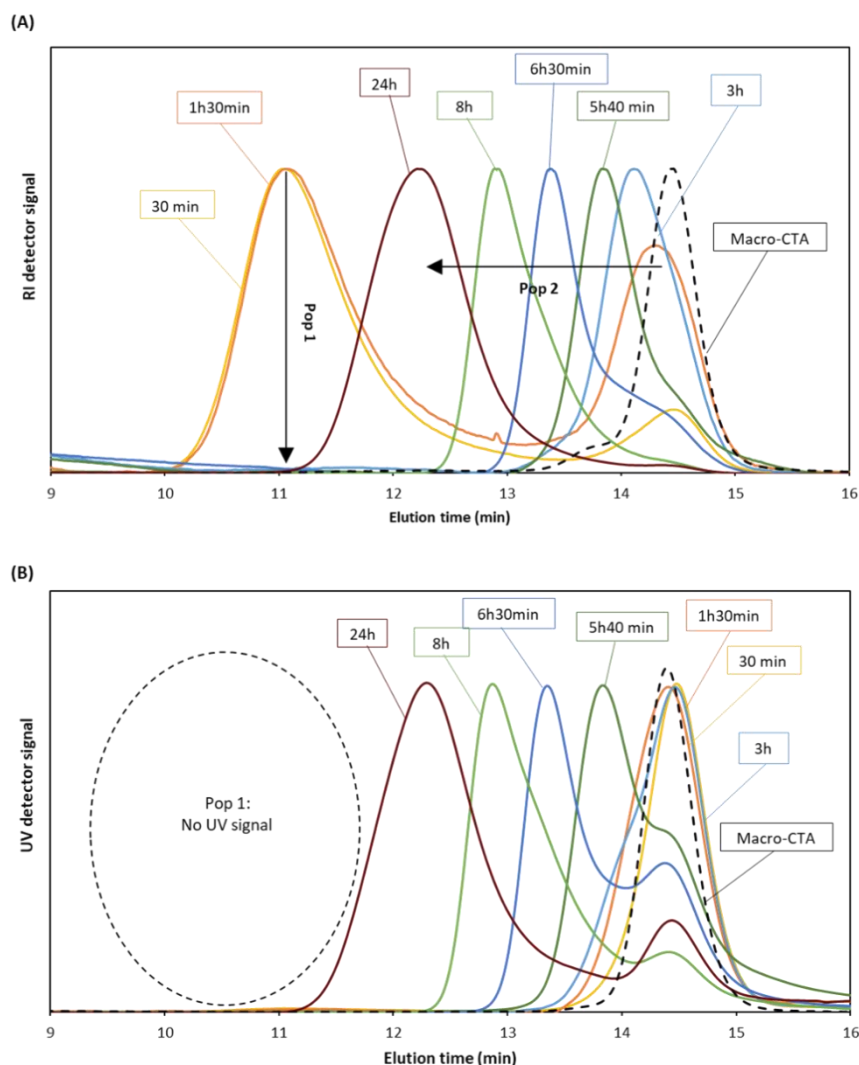 (A)
6h30min
24h
3h
1h30min
8h
5h40 min
30 min
Macro-CTA
Pop 2
Pop 1
RI detector signal
9 10 11 12 13 14 15 16
Elution time (min)
(B)
6h30min
1h30min
24h
5h40 min
8h
30 min
3h
Pop 1:
No UV signal
Macro-CTA
UV detector signal
9 10 11 12 13 14 15 16
Elution time (min)